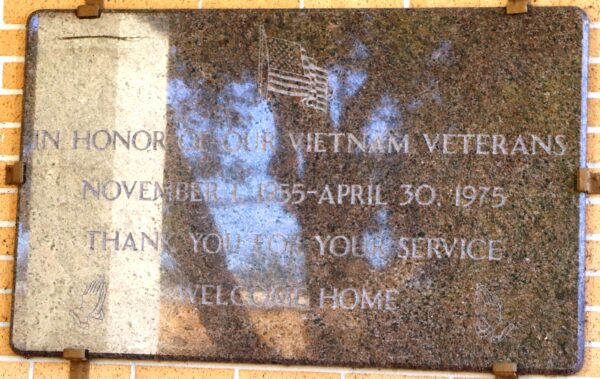 IN HONOR OF OUR VIETNAM VETERANS
NOVEMBER 1, 1955-APRIL 30, 1975
THANK YOU FOR YOUR SERVICE
WELCOME HOME